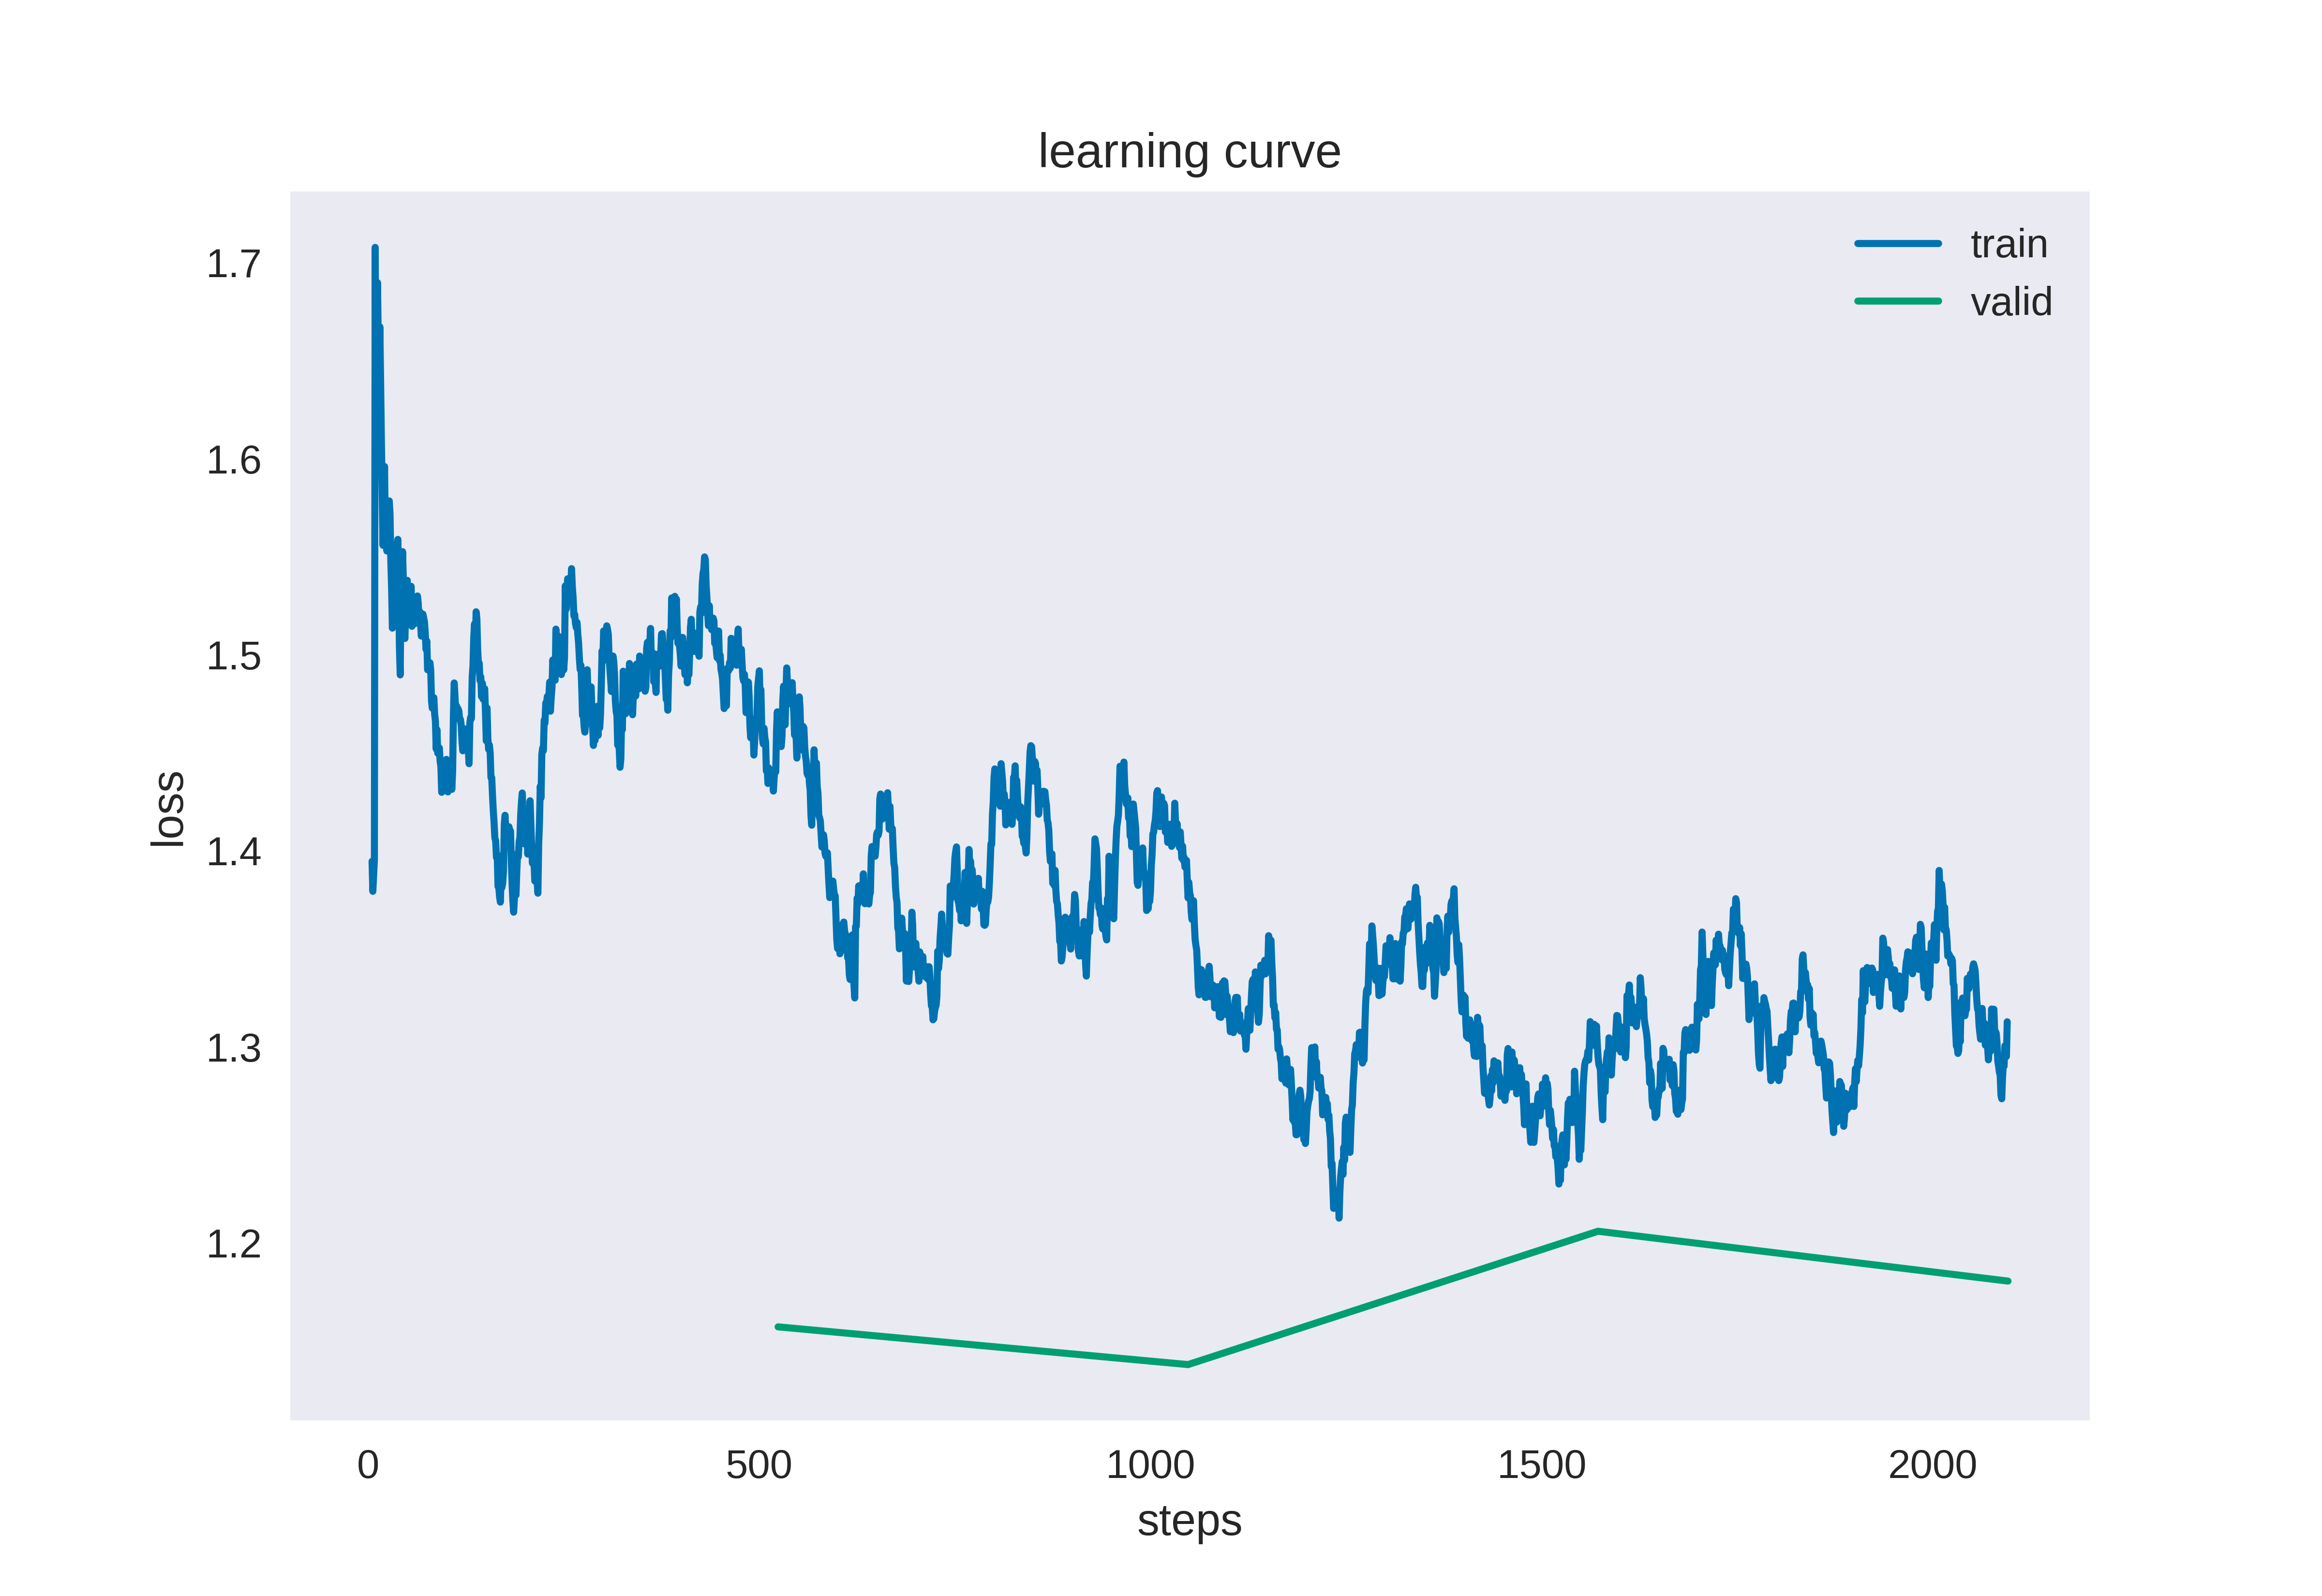 learning curve
train
valid
1.7
1.6
1.5
1.4
1.3
1.2
loss
0 500 1000 1500 2000
steps